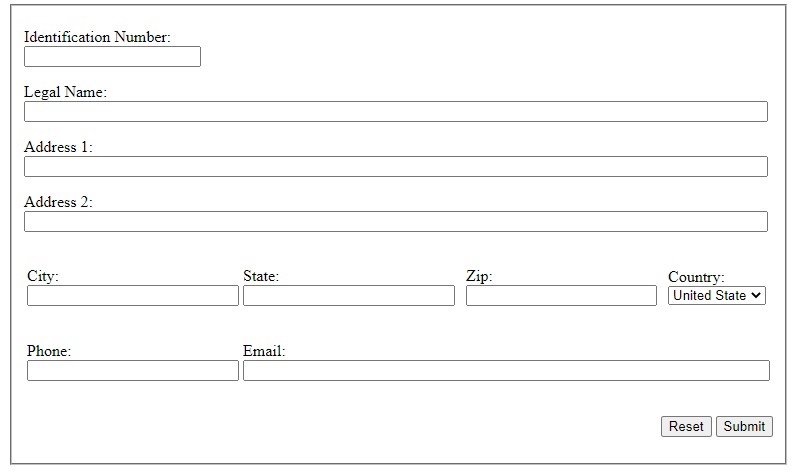 Identification Number:
Legal Name:
Address 1:
Address 2:
City: State: Zip: Country:
United State
Phone: Email:
Reset Submit